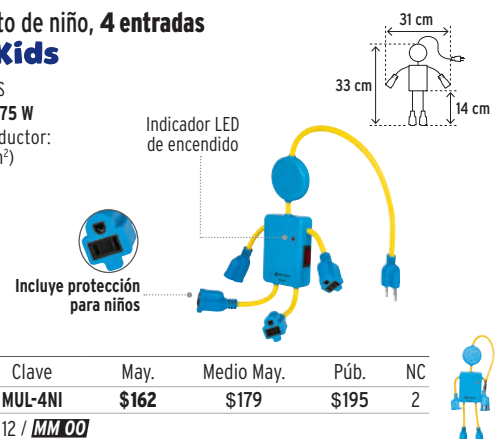 to de niño, 4 entradas
Kids
S
75 W
ductor:
m²)
Indicador LED
de encendido
31 cm
33 cm
14 cm
Incluye protección
para niños
Clave May. Medio May. Púb. NC
MUL-4NI $162 $179 $195 2
12 / MM 00